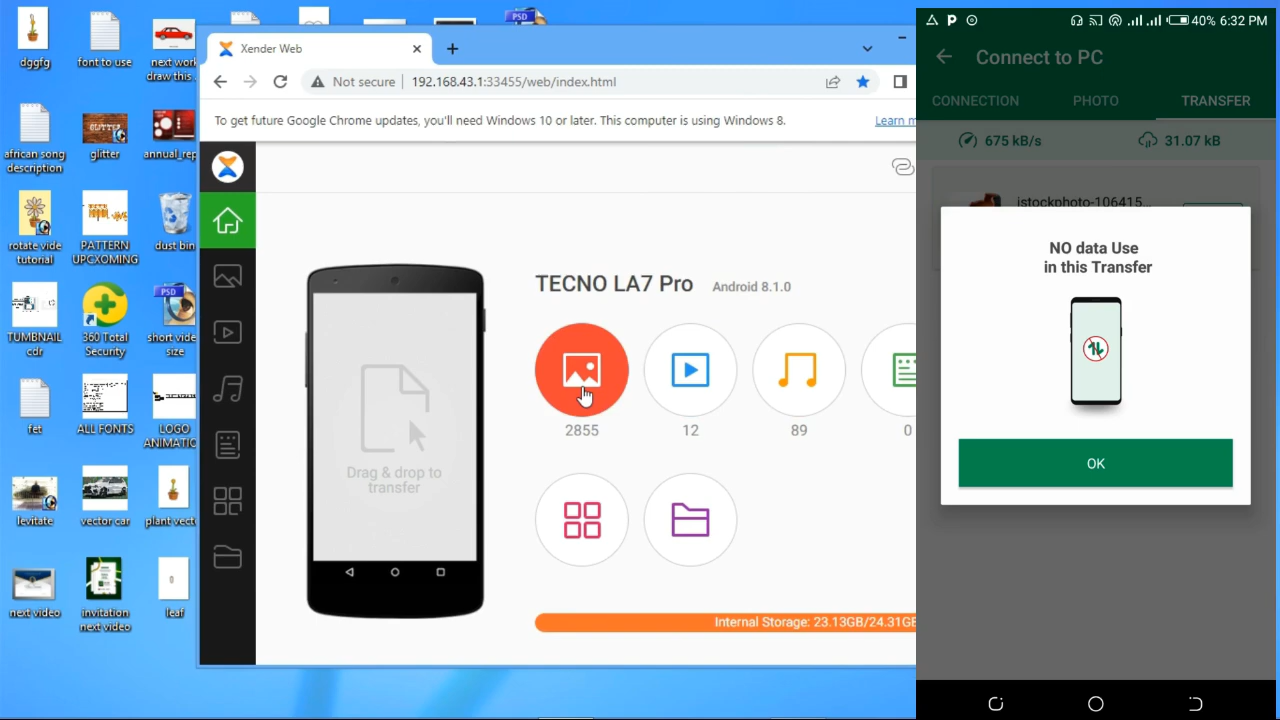 dggfg
font to use
next work
draw this ...
african song
description
glitter
annual_rep
rotate vide
tutorial
PATTERN
UPCXOMING
dust bin
TUMBNAIL
cdr
360 Total
Security
short vide
size
fet
ALL FONTS
LOGO
ANIMATIC
levitate
vector car
plant vect
next video
invitation
next video
leaf
PSD
PSD
GLITTER
Xender Web
Not secure
192.168.43.1:33455/web/index.html
To get future Google Chrome updates, you'll need Windows 10 or later. This computer is using Windows 8.
Learn m
Drag & drop to
transfer
TECNO LA7 Pro
Android 8.1.0
2855
12
89
0
Internal Storage: 23.13GB/24.31GB
40% 6:32 PM
Connect to PC
CONNECTION
PHOTO
TRANSFER
675 kB/s
31.07 kB
istockphoto-106415...
NO data Use
in this Transfer
OK